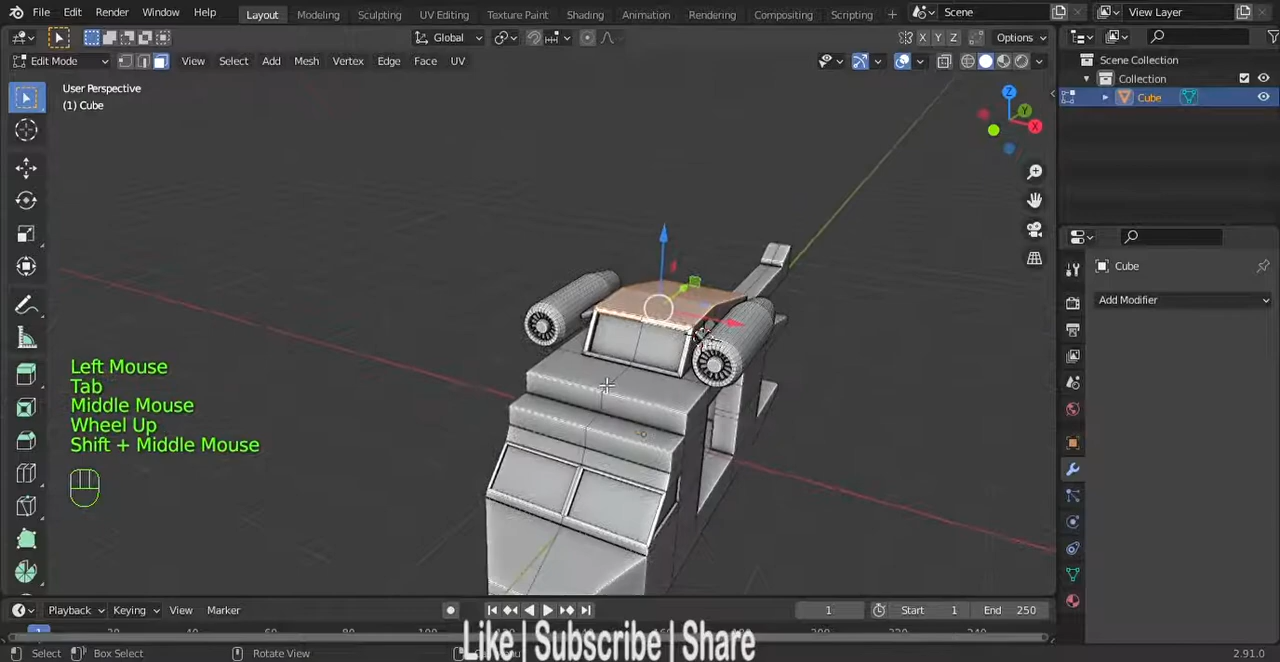 File Edit Render Window Help Layout Modeling Sculpting UV Editing Texture Paint Shading Animation Rendering Compositing Scripting Scene View Layer
Global X Y Z Options
Edit Mode View Select Add Mesh Vertex Edge Face UV
User Perspective
(1) Cube
Z
Y
X
Scene Collection
Collection
Cube
Cube
Add Modifier
Left Mouse
Tab
Middle Mouse
Wheel Up
Shift + Middle Mouse
Playback Keying View Marker 1 Start 1 End 250
1
Like | Subscribe | Share
Select Box Select Rotate View 2.91.0